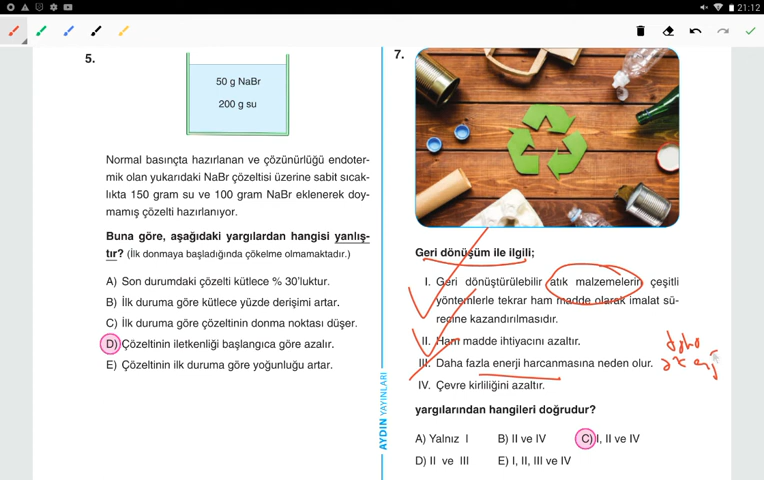 21:12
5.
50 g NaBr
200 g su
Normal basınçta hazırlanan ve çözünürlüğü endoter-
mik olan yukarıdaki NaBr çözeltisi üzerine sabit sıcak-
lıkta 150 gram su ve 100 gram NaBr eklenerek doy-
mamış çözelti hazırlanıyor.
Buna göre, aşağıdaki yargılardan hangisi yanlış-
tır? (İlk donmaya başladığında çökelme olmamaktadır.)
A) Son durumdaki çözelti kütlece % 30'luktur.
B) İlk duruma göre kütlece yüzde derişimi artar.
C) İlk duruma göre çözeltinin donma noktası düşer.
D) Çözeltinin iletkenliği başlangıca göre azalır.
E) Çözeltinin ilk duruma göre yoğunluğu artar.
AYDIN YAYINLARI
7.
Geri dönüşüm ile ilgili;
I. Geri dönüştürülebilir atık malzemelerin çeşitli
yöntemlerle tekrar ham madde olarak imalat sü-
recine kazandırılmasıdır.
II. Ham madde ihtiyacını azaltır.
III. Daha fazla enerji harcanmasına neden olur.
daha
IV. Çevre kirliliğini azaltır.
yargılarından hangileri doğrudur?
A) Yalnız I B) II ve IV C) I, II ve IV
D) II ve III E) I, II, III ve IV